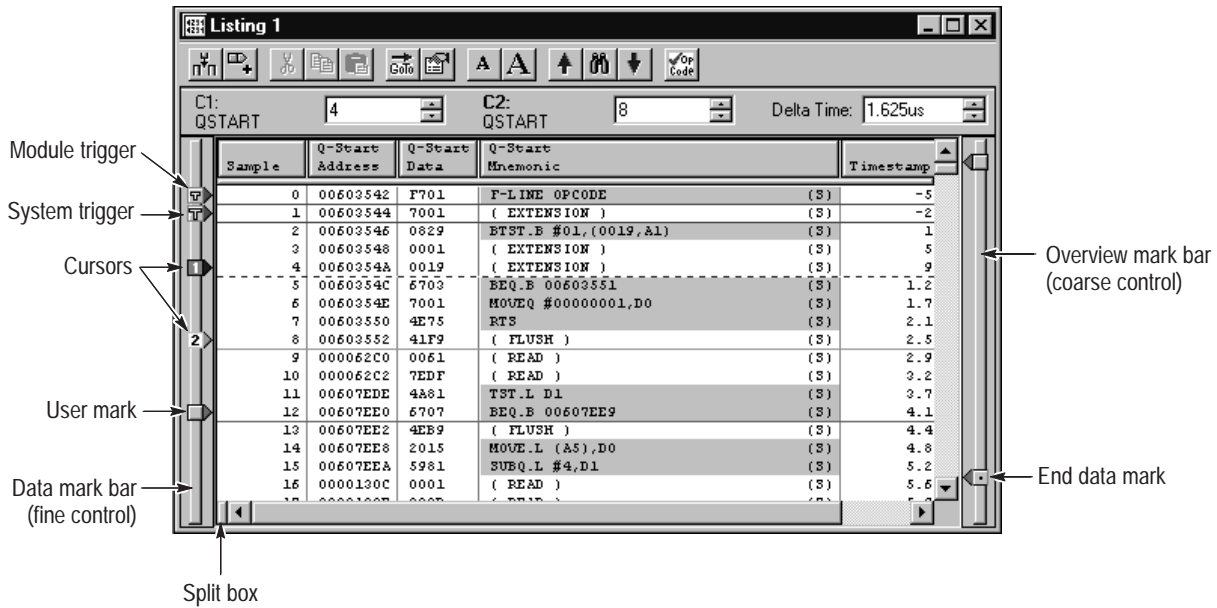 Listing 1
GoTo A A Op Code
C1: QSTART 4 C2: QSTART 8 Delta Time: 1.625us
Module trigger
System trigger
Cursors
User mark
Data mark bar
(fine control)
Split box
Overview mark bar
(coarse control)
End data mark
Sample Q-Start Address Q-Start Data Q-Start Mnemonic Timestamp
T 0 00603542 F701 F-LINE OPCODE (S) -5
T 1 00603544 7001 ( EXTENSION ) (S) -2
2 00603546 0829 BTST.B #01,(0019,A1) (S) 1
3 00603548 0001 ( EXTENSION ) (S) 5
1 4 0060354A 0019 ( EXTENSION ) (S) 9
5 0060354C 6703 BEQ.B 00603551 (S) 1.2
6 0060354E 7001 MOVEQ #00000001,D0 (S) 1.7
7 00603550 4E75 RTS (S) 2.1
2 8 00603552 41F9 ( FLUSH ) (S) 2.5
9 000062C0 0061 ( READ ) (S) 2.9
10 000062C2 7EDF ( READ ) (S) 3.2
11 00607EDE 4A81 TST.L D1 (S) 3.7
12 00607EE0 6707 BEQ.B 00607EE9 (S) 4.1
13 00607EE2 4EB9 ( FLUSH ) (S) 4.4
14 00607EE8 2015 MOVE.L (A5),D0 (S) 4.8
15 00607EEA 5981 SUBQ.L #4,D1 (S) 5.2
16 0000130C 0001 ( READ ) (S) 5.6